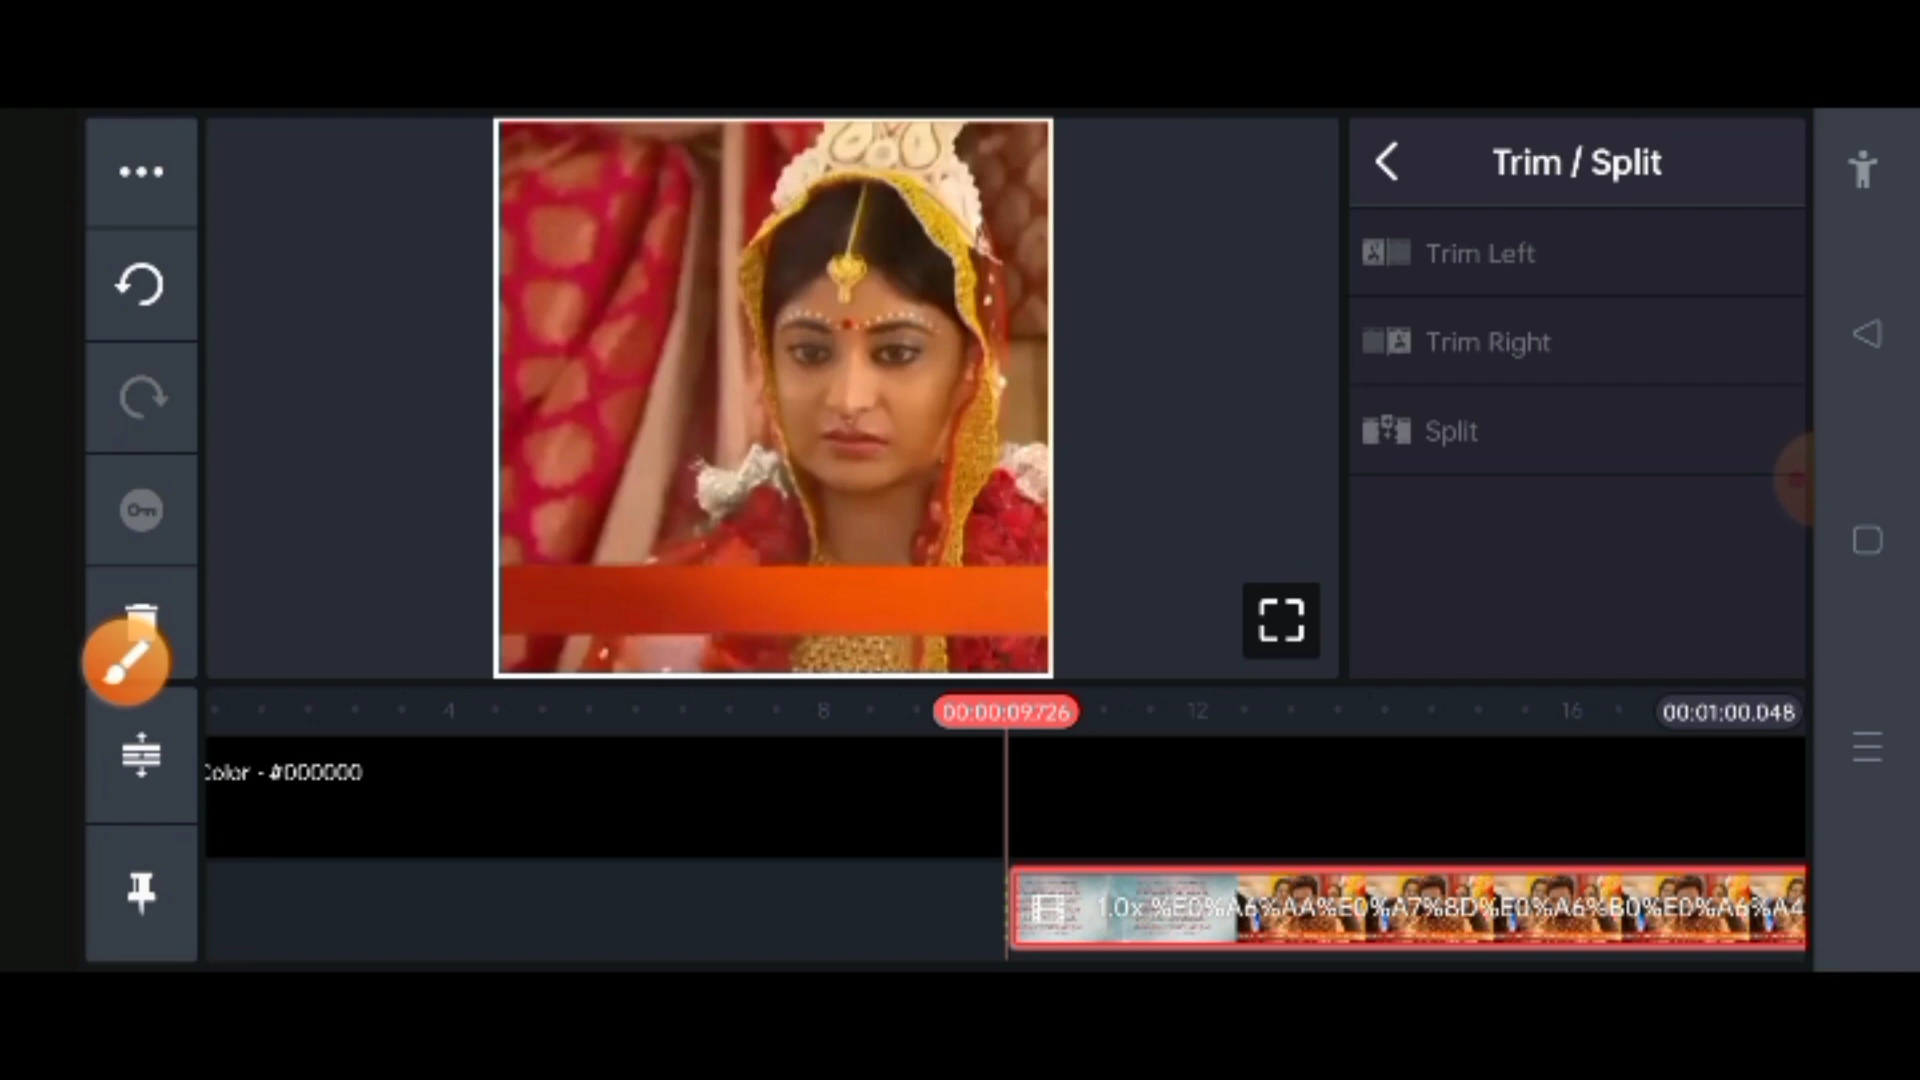 Trim / Split
Trim Left
Trim Right
Split
4
8
00:00:09.726
12
16
00:01:00.048
Color - #000000
1.0x %E0%A6%AA%E0%A7%8D%E0%A6%B0%E0%A6%A4